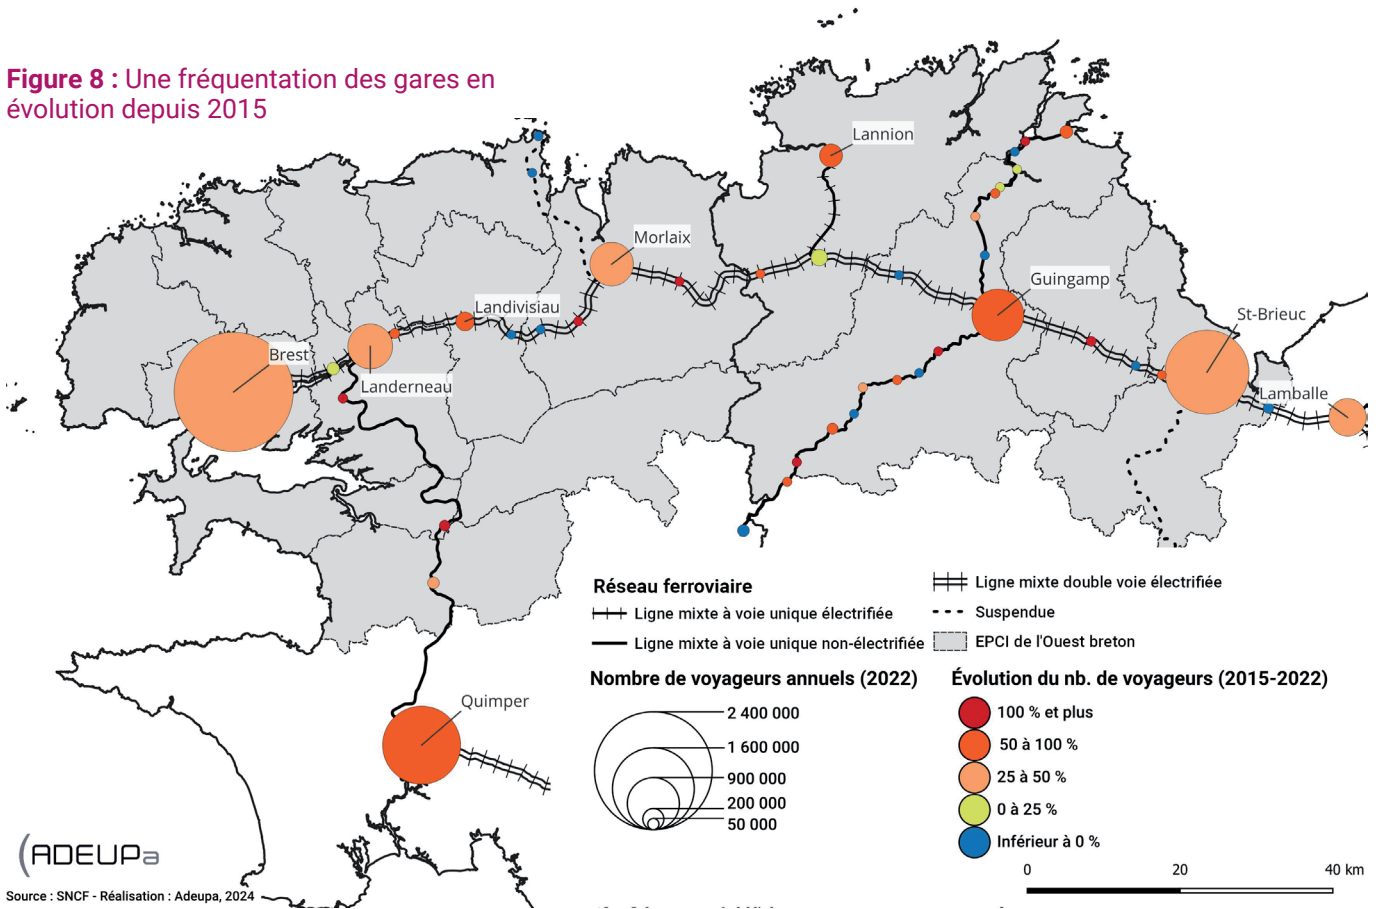 Figure 8 : Une fréquentation des gares en
évolution depuis 2015
Lannion
Morlaix
Guingamp
Landivisiau
St-Brieuc
Brest
Landerneau
Lamballe
Quimper
Réseau ferroviaire
Ligne mixte à voie unique électrifiée
Ligne mixte à voie unique non-électrifiée
Ligne mixte double voie électrifiée
Suspendue
EPCI de l'Ouest breton
Nombre de voyageurs annuels (2022)
2 400 000
1 600 000
900 000
200 000
50 000
Évolution du nb. de voyageurs (2015-2022)
100 % et plus
50 à 100 %
25 à 50 %
0 à 25 %
Inférieur à 0 %
0 20 40 km
ADEUPa
Source : SNCF - Réalisation : Adeupa, 2024